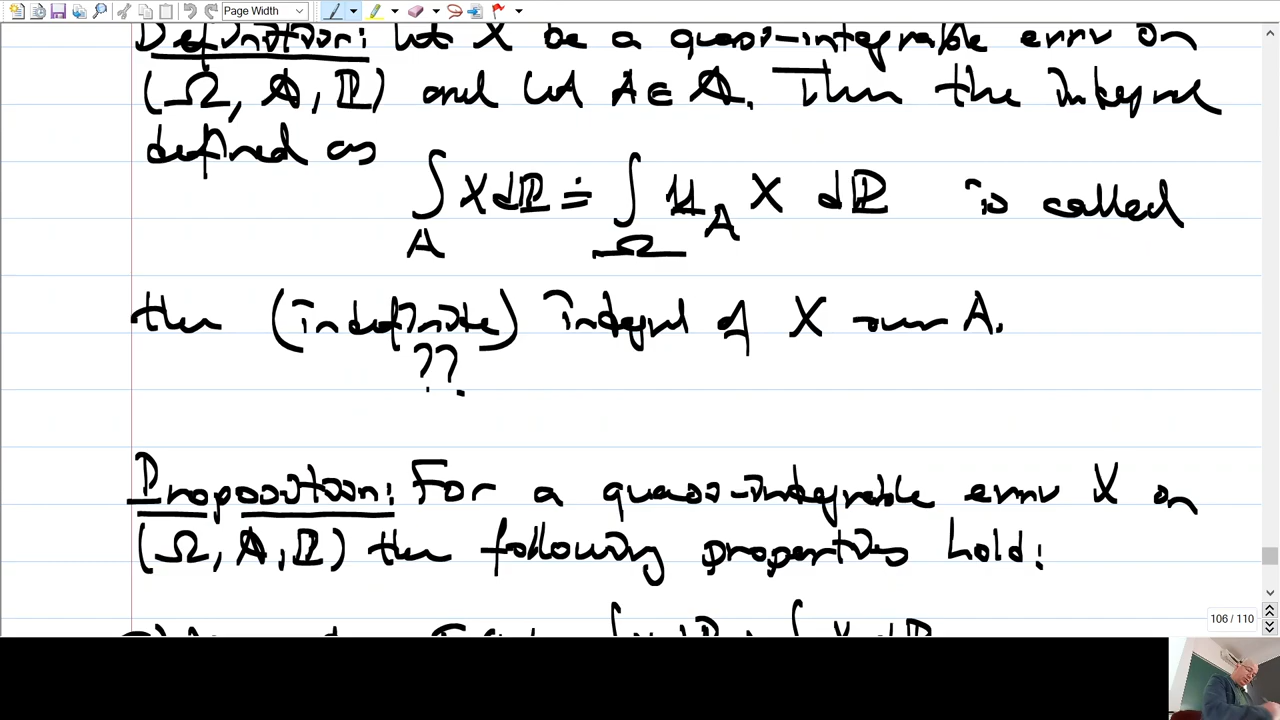 Page Width
Definition: Let X be a quasi-integrable errv on
(Ω, 𝔸, ℙ) and let A ∈ 𝔸. Then the integral
defined as
∫_A X dℙ ≐ ∫_Ω 𝟙_A X dℙ is called
the (indefinite) integral of X over A.
??
Proposition: For a quasi-integrable errv X on
(Ω, 𝔸, ℙ) the following properties hold:
106 / 110